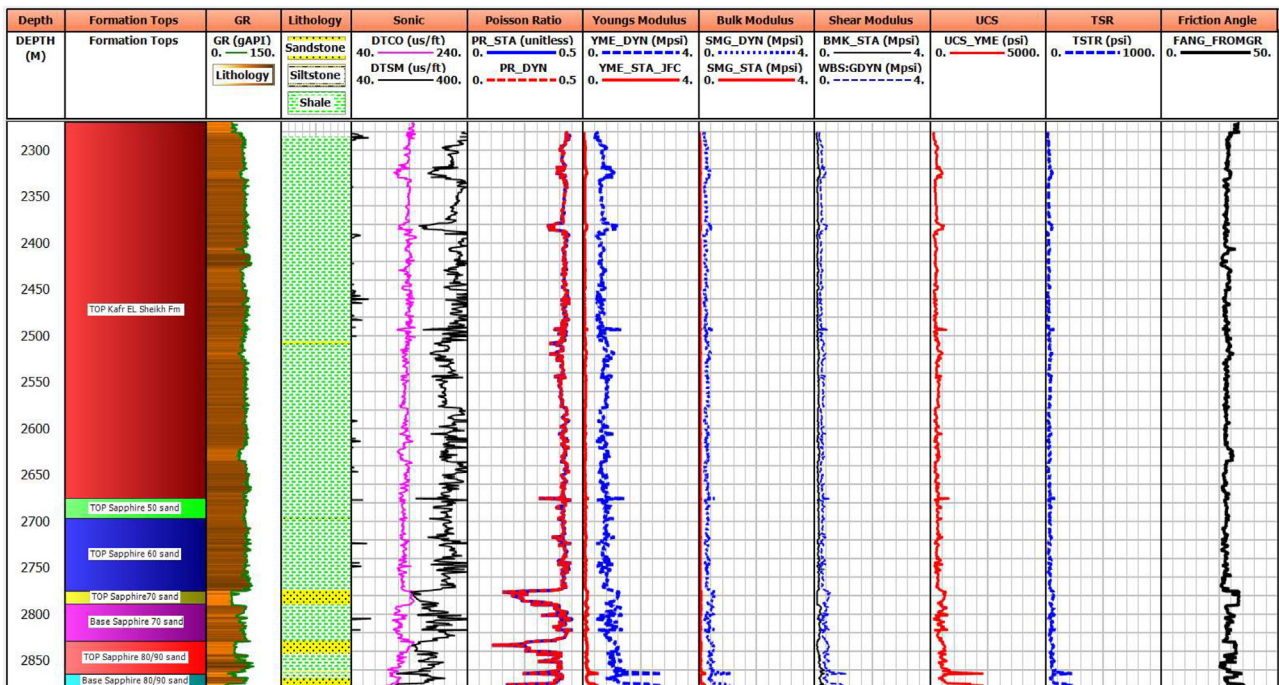 Depth Formation Tops GR Lithology Sonic Poisson Ratio Youngs Modulus Bulk Modulus Shear Modulus UCS TSR Friction Angle
DEPTH (M)
Formation Tops
GR (gAPI)
0. 150.
Lithology
Sandstone
Siltstone
Shale
DTCO (us/ft)
40. 240.
DTSM (us/ft)
40. 400.
PR_STA (unitless)
0. 0.5
PR_DYN
0. 0.5
YME_DYN (Mpsi)
0. 4.
YME_STA_JFC
0. 4.
SMG_DYN (Mpsi)
0. 4.
SMG_STA (Mpsi)
0. 4.
BMK_STA (Mpsi)
0. 4.
WBS:GDYN (Mpsi)
0. 4.
UCS_YME (psi)
0. 5000.
TSTR (psi)
0. 1000.
FANG_FROMGR
0. 50.
2300
2350
2400
2450
TOP Kafr EL Sheikh Fm
2500
2550
2600
2650
TOP Sapphire 50 sand
2700
TOP Sapphire 60 sand
2750
TOP Sapphire70 sand
2800
Base Sapphire 70 sand
2850
TOP Sapphire 80/90 sand
Base Sapphire 80/90 sand